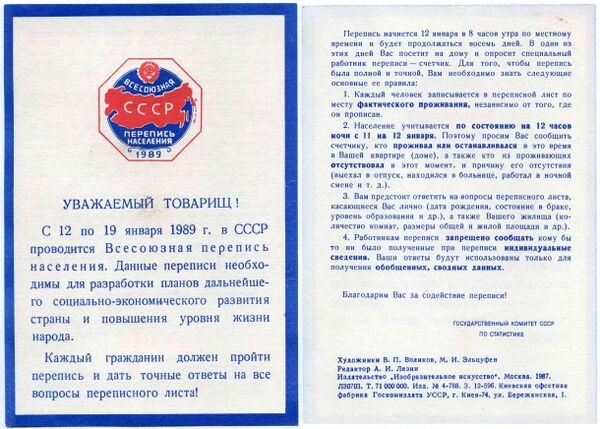 ВСЕСОЮЗНАЯ
СССР
ПЕРЕПИСЬ
НАСЕЛЕНИЯ
1989
УВАЖАЕМЫЙ ТОВАРИЩ!
С 12 по 19 января 1989 г. в СССР
проводится Всесоюзная перепись
населения. Данные переписи необхо-
димы для разработки планов дальнейше-
го социально-экономического развития
страны и повышения уровня жизни
народа.
Каждый гражданин должен пройти
перепись и дать точные ответы на все
вопросы переписного листа!
Перепись начнется 12 января в 8 часов утра по местному
времени и будет продолжаться восемь дней. В один из
этих дней Вас посетит на дому и опросит специальный
работник переписи — счетчик. Для того, чтобы перепись
была полной и точной, Вам необходимо знать следующие
основные ее правила:
1. Каждый человек записывается в переписной лист по
месту фактического проживания, независимо от того, где
он прописан.
2. Население учитывается по состоянию на 12 часов
ночи с 11 на 12 января. Поэтому просим Вас сообщить
счетчику, кто проживал или останавливался в это время
в Вашей квартире (доме), а также кто из проживающих
отсутствовал в этот момент, и причину его отсутствия
(выехал в отпуск, находился в больнице, работал в ночной
смене и т. д.).
3. Вам предстоит ответить на вопросы переписного листа,
касающиеся Вас лично (дата рождения, состояние в браке,
уровень образования и др.), а также Вашего жилища (ко-
личество комнат, размеры общей и жилой площади и др.).
4. Работникам переписи запрещено сообщать кому бы
то ни было полученные при переписи индивидуальные
сведения. Ваши ответы будут использованы только для
получения обобщенных, сводных данных.
Благодарим Вас за содействие переписи!
ГОСУДАРСТВЕННЫЙ КОМИТЕТ СССР
ПО СТАТИСТИКЕ
Художники В. П. Воликов, М. И. Эльцуфен
Редактор А. И. Лезин
Издательство „Изобразительное искусство". Москва. 1987.
Л30703. Т. 71 000 000. Изд. № 4-788. З. 12-596. Киевская офсетная
фабрика Госкомиздата УССР, г. Киев-74, ул. Бережанская, 1.